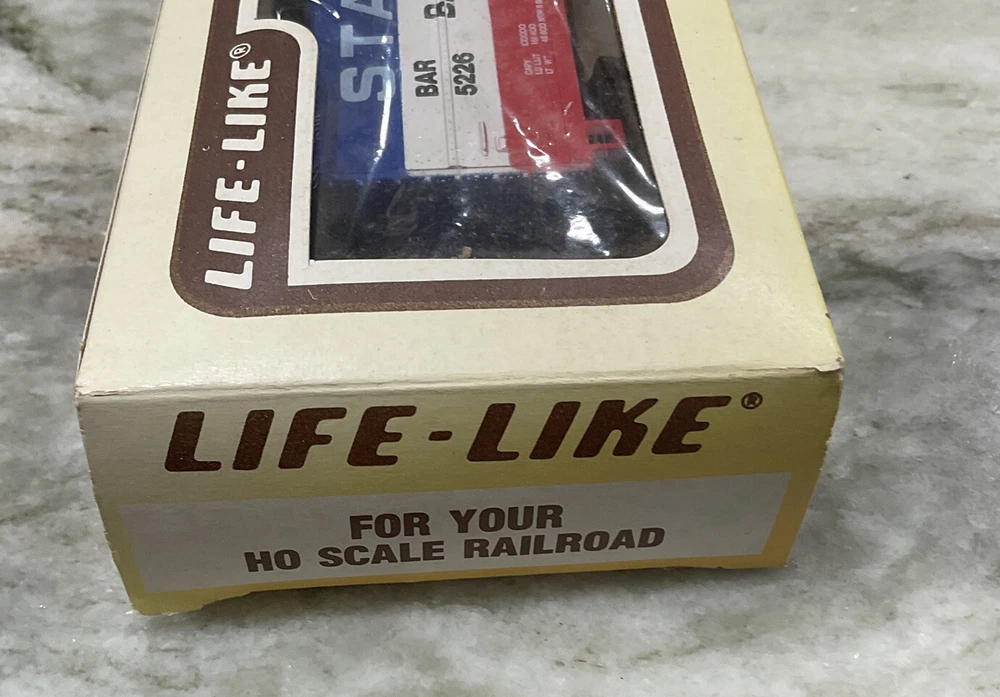 LIFE-LIKE®
STA
BAR
5226
LIFE-LIKE®
FOR YOUR
HO SCALE RAILROAD